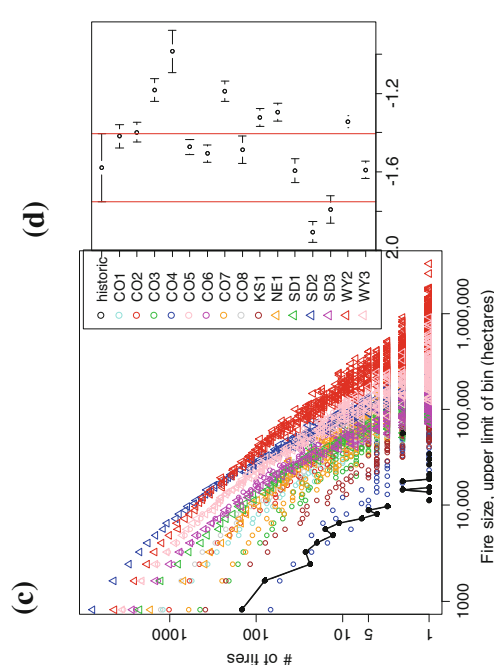 (c)
# of fires
1000
100
10
5
1
1000
10,000
100,000
1,000,000
Fire size, upper limit of bin (hectares)
historic
CO1
CO2
CO3
CO4
CO5
CO6
CO7
CO8
KS1
NE1
SD1
SD2
SD3
WY2
WY3
(d)
2.0
-1.6
-1.2